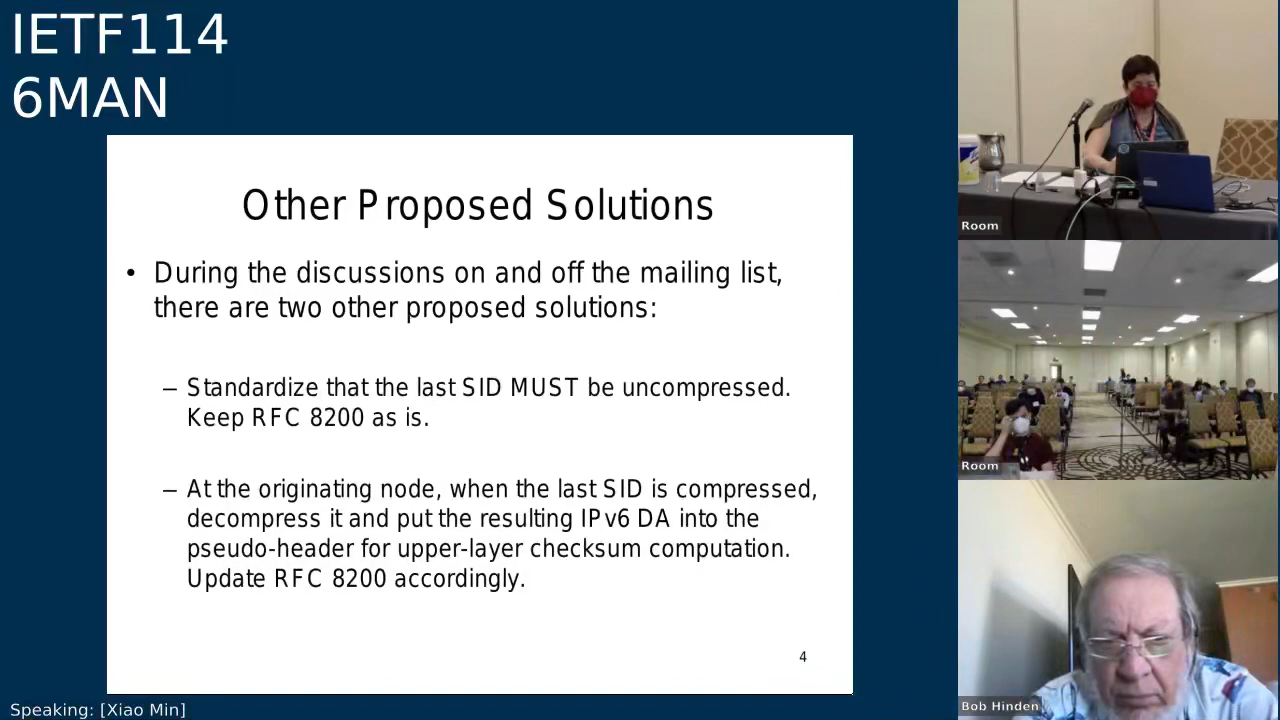 IETF114
6MAN
Other Proposed Solutions
• During the discussions on and off the mailing list,
there are two other proposed solutions:
– Standardize that the last SID MUST be uncompressed.
Keep RFC 8200 as is.
– At the originating node, when the last SID is compressed,
decompress it and put the resulting IPv6 DA into the
pseudo-header for upper-layer checksum computation.
Update RFC 8200 accordingly.
4
Speaking: [Xiao Min]
Room
Room
Bob Hinden